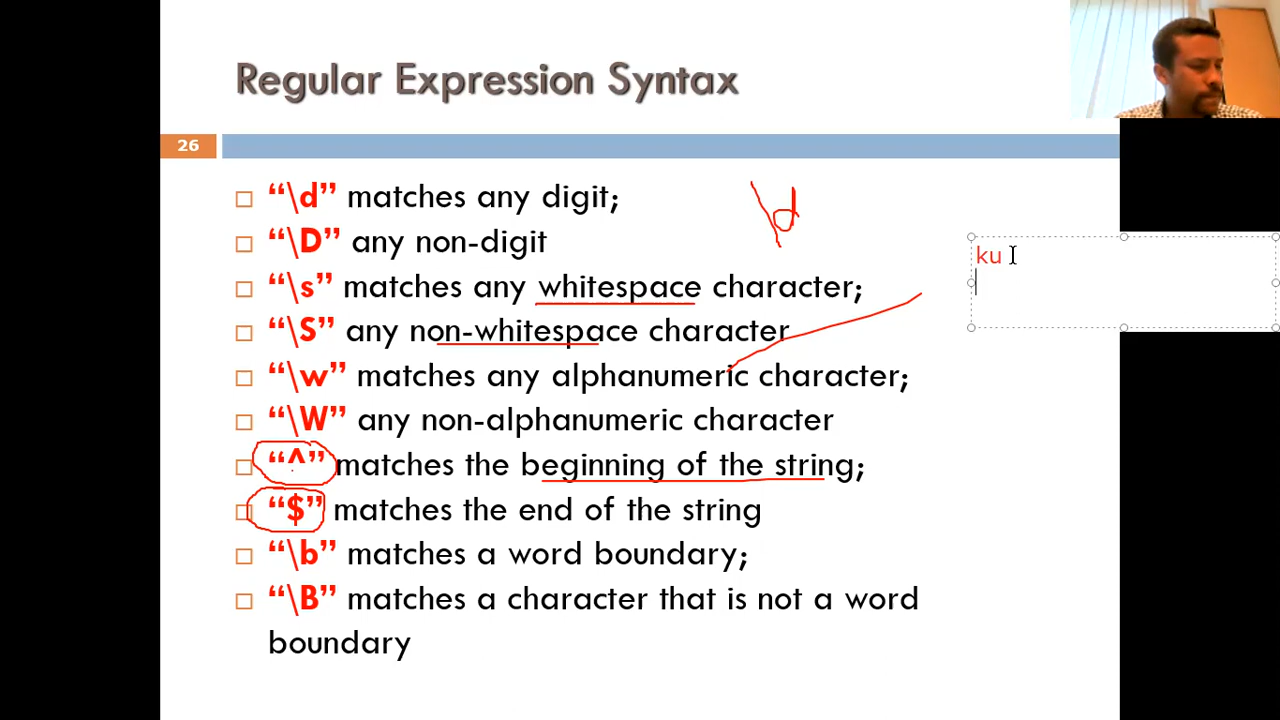 Regular Expression Syntax
26
“\d” matches any digit;
\d
“\D” any non-digit
ku
“\s” matches any whitespace character;
“\S” any non-whitespace character
“\w” matches any alphanumeric character;
“\W” any non-alphanumeric character
“^” matches the beginning of the string;
“$” matches the end of the string
“\b” matches a word boundary;
“\B” matches a character that is not a word
boundary